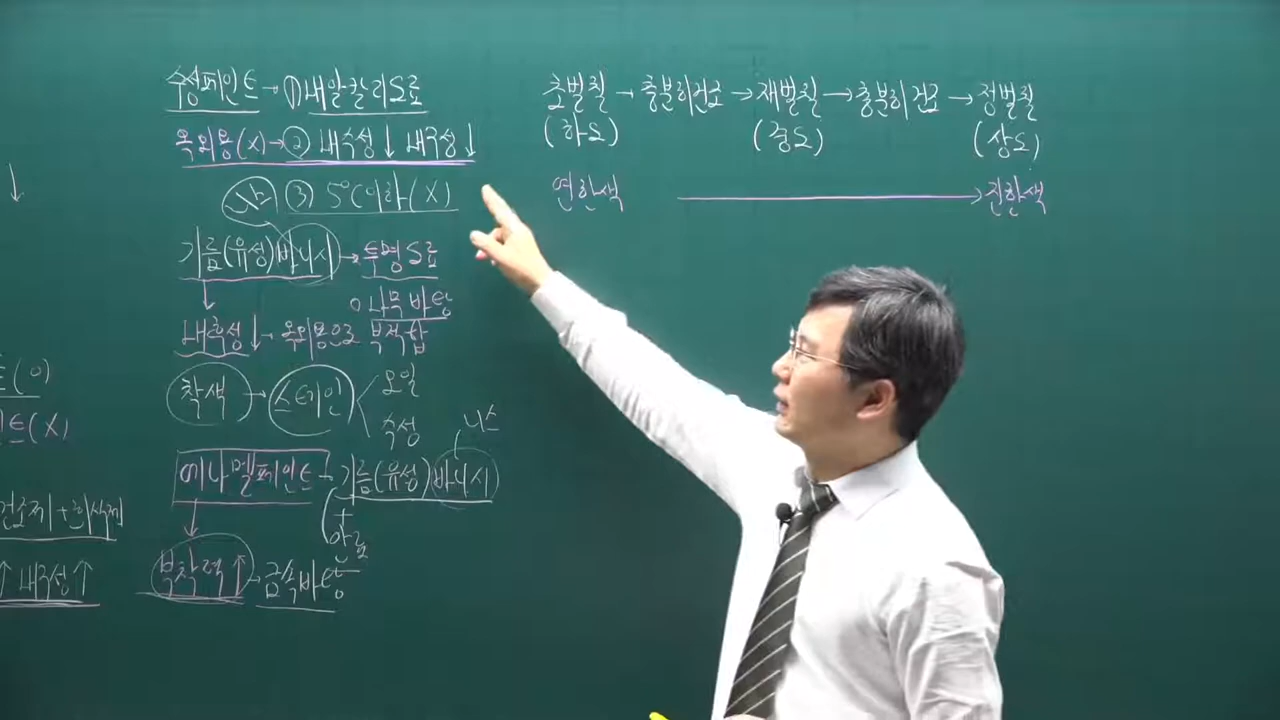 수성페인트 → ① 내알칼리도료
옥외용(X) → ② 내수성↓ 내구성↓
③ 5℃이하(X)
기름(유성)바니시 → 투명도료
↓ 이나무바탕
내후성↓ → 옥외용으로 부적합
착색 → 스테인 < 오일
수성
니스
에나멜페인트 - 기름(유성)바니시
↓ +
안료
부착력↑ → 금속바탕
초벌칠 → 충분히건조 → 재벌칠 → 충분히건조 → 정벌칠
(하도) (중도) (상도)
연한색 → 진한색
↓
(이)
(X)
건조제+희석제
↑ 내구성↑